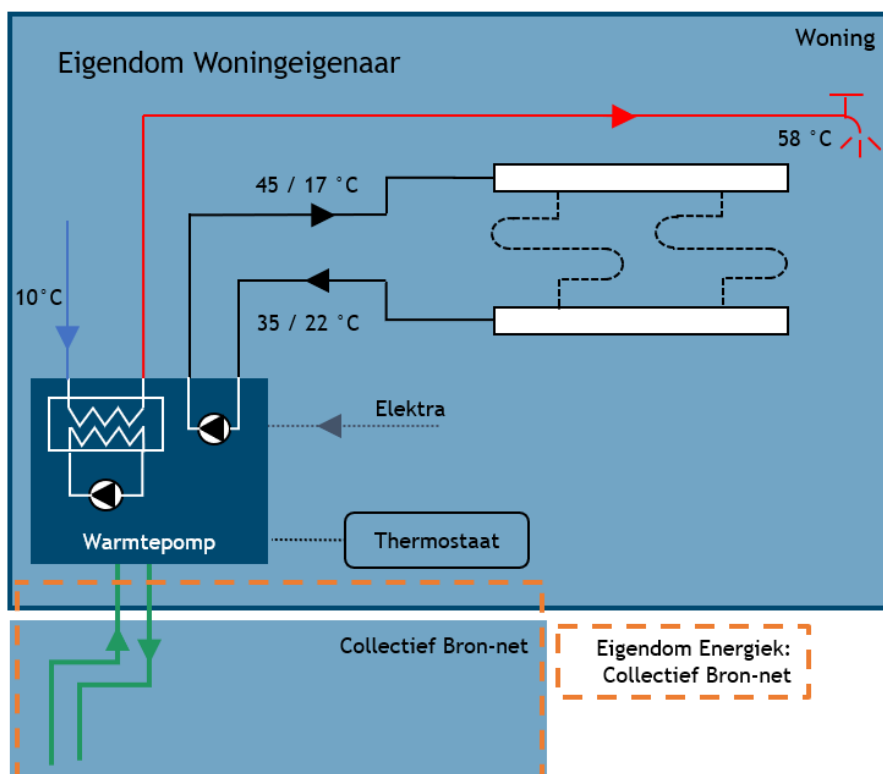 Woning
Eigendom Woningeigenaar
58 °C
45 / 17 °C
10°C
35 / 22 °C
Elektra
Warmtepomp
Thermostaat
Collectief Bron-net
Eigendom Energiek:
Collectief Bron-net